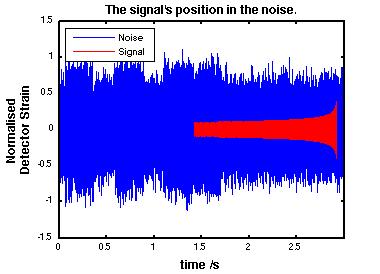 The signal's position in the noise.
1.5
Noise
Signal
1
0.5
0
-0.5
-1
-1.5
Normalised
Detector Strain
0 0.5 1 1.5 2 2.5
time /s